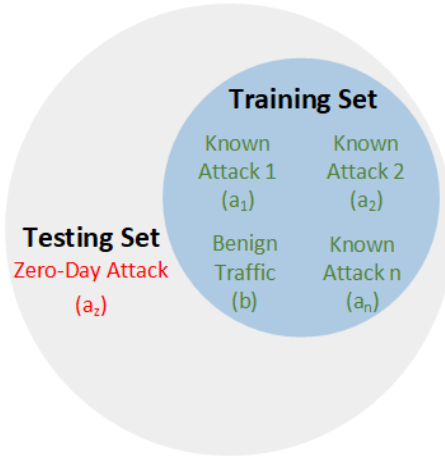 Training Set
Known
Attack 1
(a₁)
Known
Attack 2
(a₂)
Benign
Traffic
(b)
Known
Attack n
(aₙ)
Testing Set
Zero-Day Attack
(a_z)